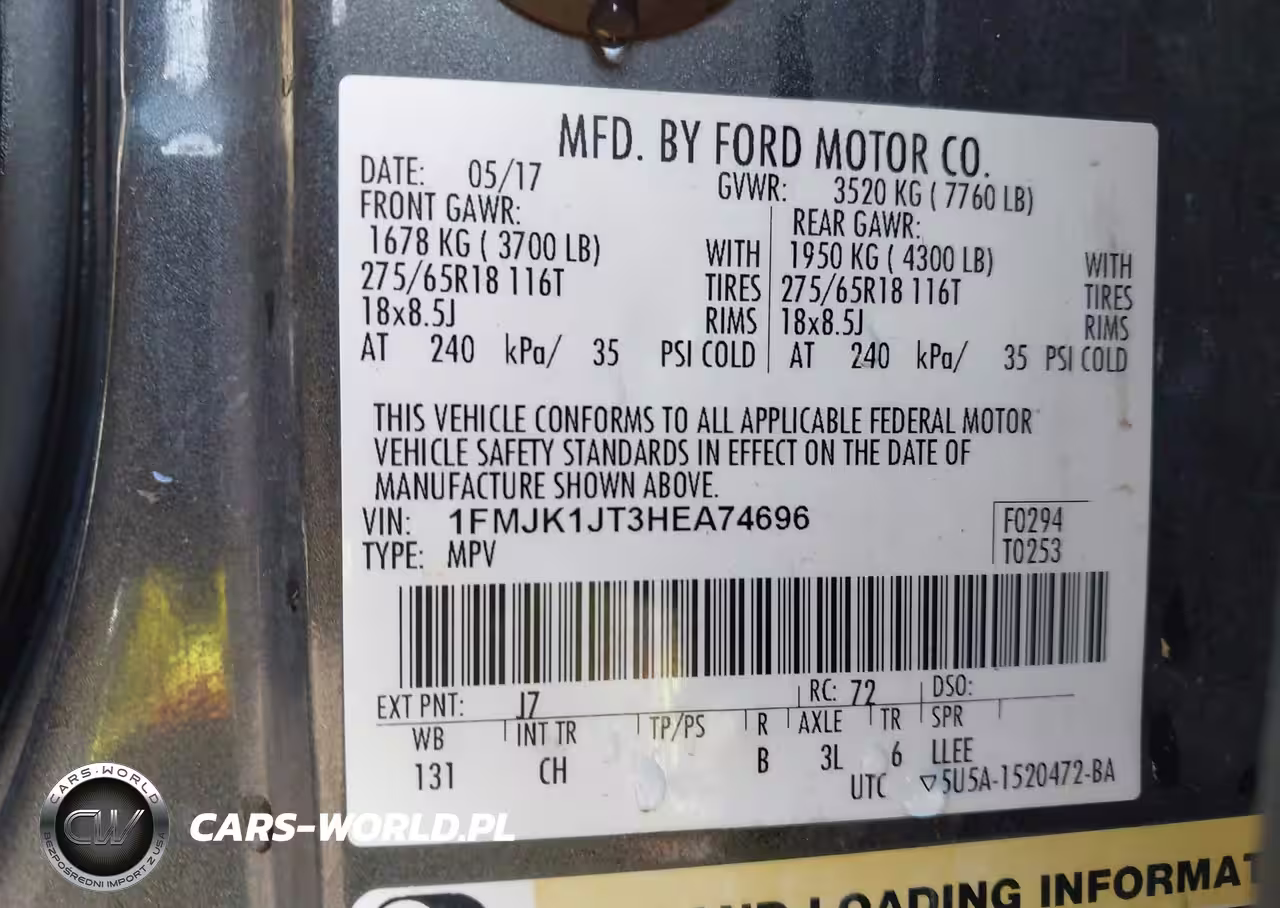 MFD. BY FORD MOTOR CO.
DATE: 05/17 GVWR: 3520 KG ( 7760 LB)
FRONT GAWR: REAR GAWR:
1678 KG ( 3700 LB) WITH 1950 KG ( 4300 LB) WITH
275/65R18 116T TIRES 275/65R18 116T TIRES
18x8.5J RIMS 18x8.5J RIMS
AT 240 kPa/ 35 PSI COLD AT 240 kPa/ 35 PSI COLD
THIS VEHICLE CONFORMS TO ALL APPLICABLE FEDERAL MOTOR
VEHICLE SAFETY STANDARDS IN EFFECT ON THE DATE OF
MANUFACTURE SHOWN ABOVE.
VIN: 1FMJK1JT3HEA74696 F0294
TYPE: MPV T0253
EXT PNT: J7 RC: 72 DSO:
WB INT TR TP/PS R AXLE TR SPR
131 CH B 3L 6 LLEE
UTC ▽5U5A-1520472-BA
CARS-WORLD
CW
BEZPOŚREDNI IMPORT Z USA
CARS-WORLD.PL
AND LOADING INFORMAT